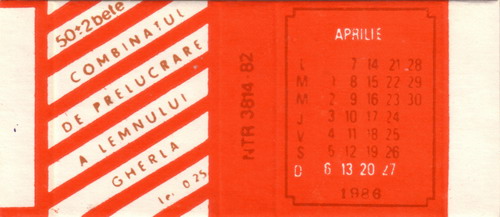 50±2bete
COMBINATUL
DE PRELUCRARE
A LEMNULUI
GHERLA
lei 0.25
NTR 3814-82
APRILIE
L 7 14 21 28
M 1 8 15 22 29
M 2 9 16 23 30
J 3 10 17 24
V 4 11 18 25
S 5 12 19 26
D 6 13 20 27
1986